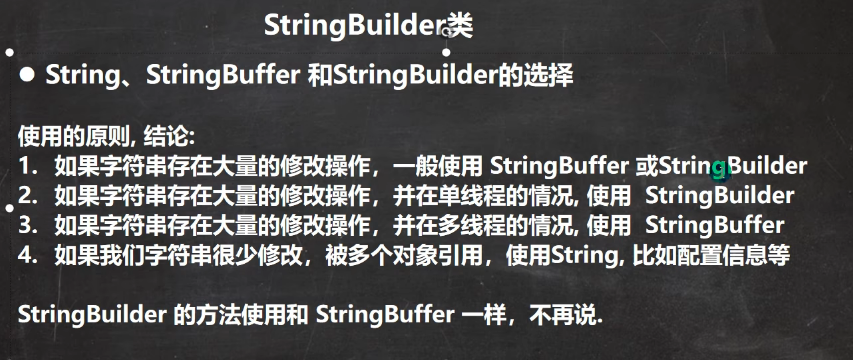 StringBuilder类
● String、StringBuffer 和StringBuilder的选择
使用的原则, 结论:
1. 如果字符串存在大量的修改操作，一般使用 StringBuffer 或StringBuilder
2. 如果字符串存在大量的修改操作，并在单线程的情况, 使用 StringBuilder
3. 如果字符串存在大量的修改操作，并在多线程的情况, 使用 StringBuffer
4. 如果我们字符串很少修改，被多个对象引用，使用String, 比如配置信息等
StringBuilder 的方法使用和 StringBuffer 一样，不再说.